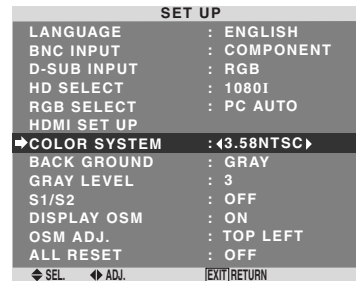 SET UP
LANGUAGE : ENGLISH
BNC INPUT : COMPONENT
D-SUB INPUT : RGB
HD SELECT : 1080I
RGB SELECT : PC AUTO
HDMI SET UP
COLOR SYSTEM : 3.58NTSC
BACK GROUND : GRAY
GRAY LEVEL : 3
S1/S2 : OFF
DISPLAY OSM : ON
OSM ADJ. : TOP LEFT
ALL RESET : OFF
SEL. ADJ. EXIT RETURN